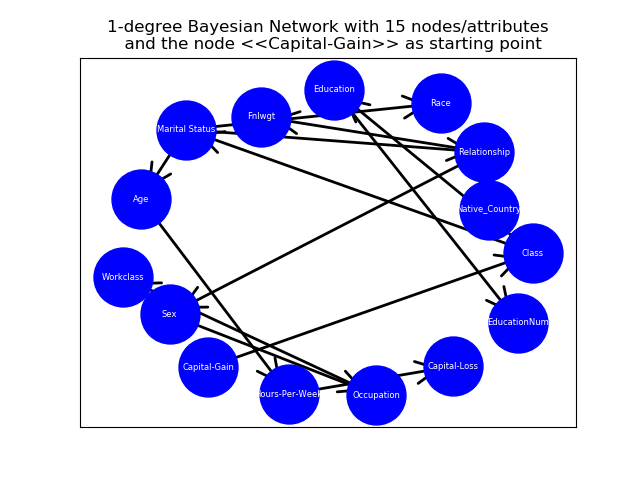 1-degree Bayesian Network with 15 nodes/attributes
and the node <<Capital-Gain>> as starting point
Education
Race
Fnlwgt
Marital Status
Relationship
Age
Native_Country
Class
Workclass
Sex
EducationNum
Capital-Gain
Capital-Loss
Hours-Per-Week
Occupation